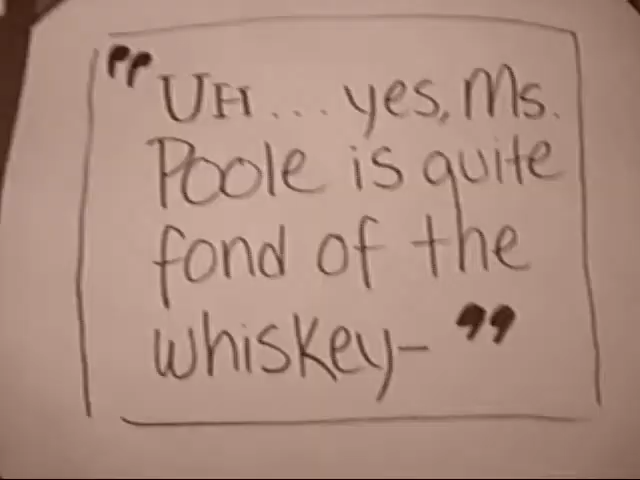 "UH... yes, Ms.
Poole is quite
fond of the
whiskey- "